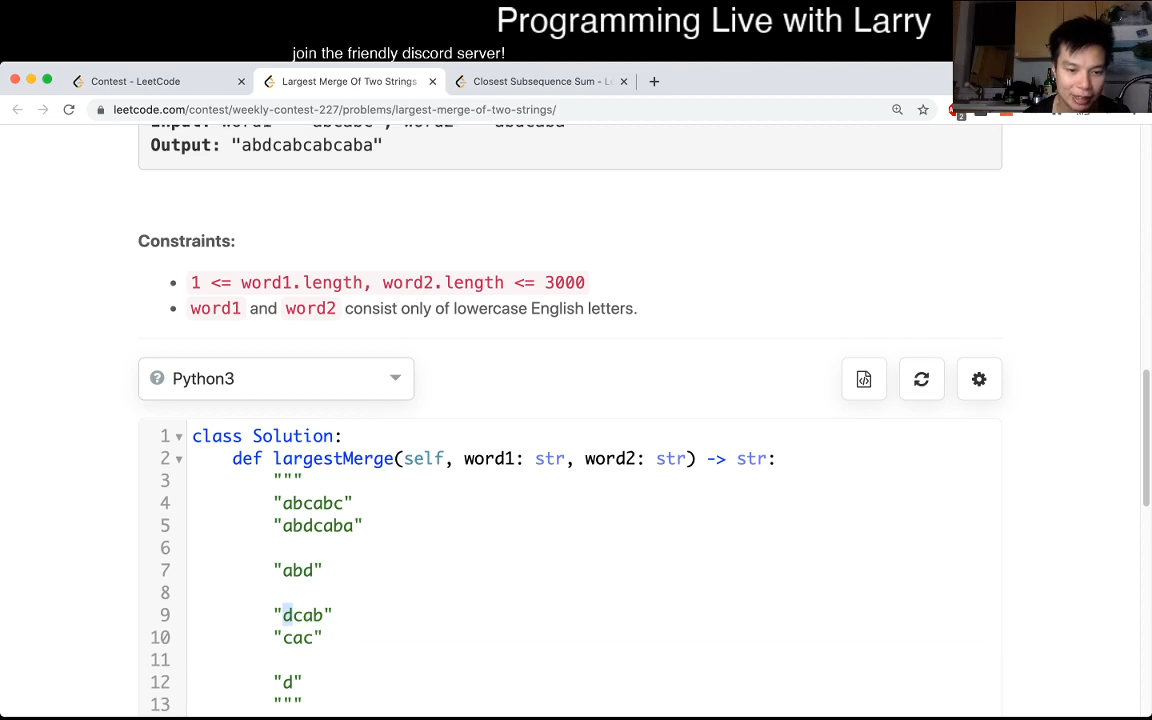 Programming Live with Larry
join the friendly discord server!
Contest - LeetCode
Largest Merge Of Two Strings
Closest Subsequence Sum - L
leetcode.com/contest/weekly-contest-227/problems/largest-merge-of-two-strings/
2
Output: "abdcabcabcaba"
Constraints:
1 <= word1.length, word2.length <= 3000
word1 and word2 consist only of lowercase English letters.
Python3
1 class Solution:
2 def largestMerge(self, word1: str, word2: str) -> str:
3 """
4 "abcabc"
5 "abdcaba"
6
7 "abd"
8
9 "dcab"
10 "cac"
11
12 "d"
13 """